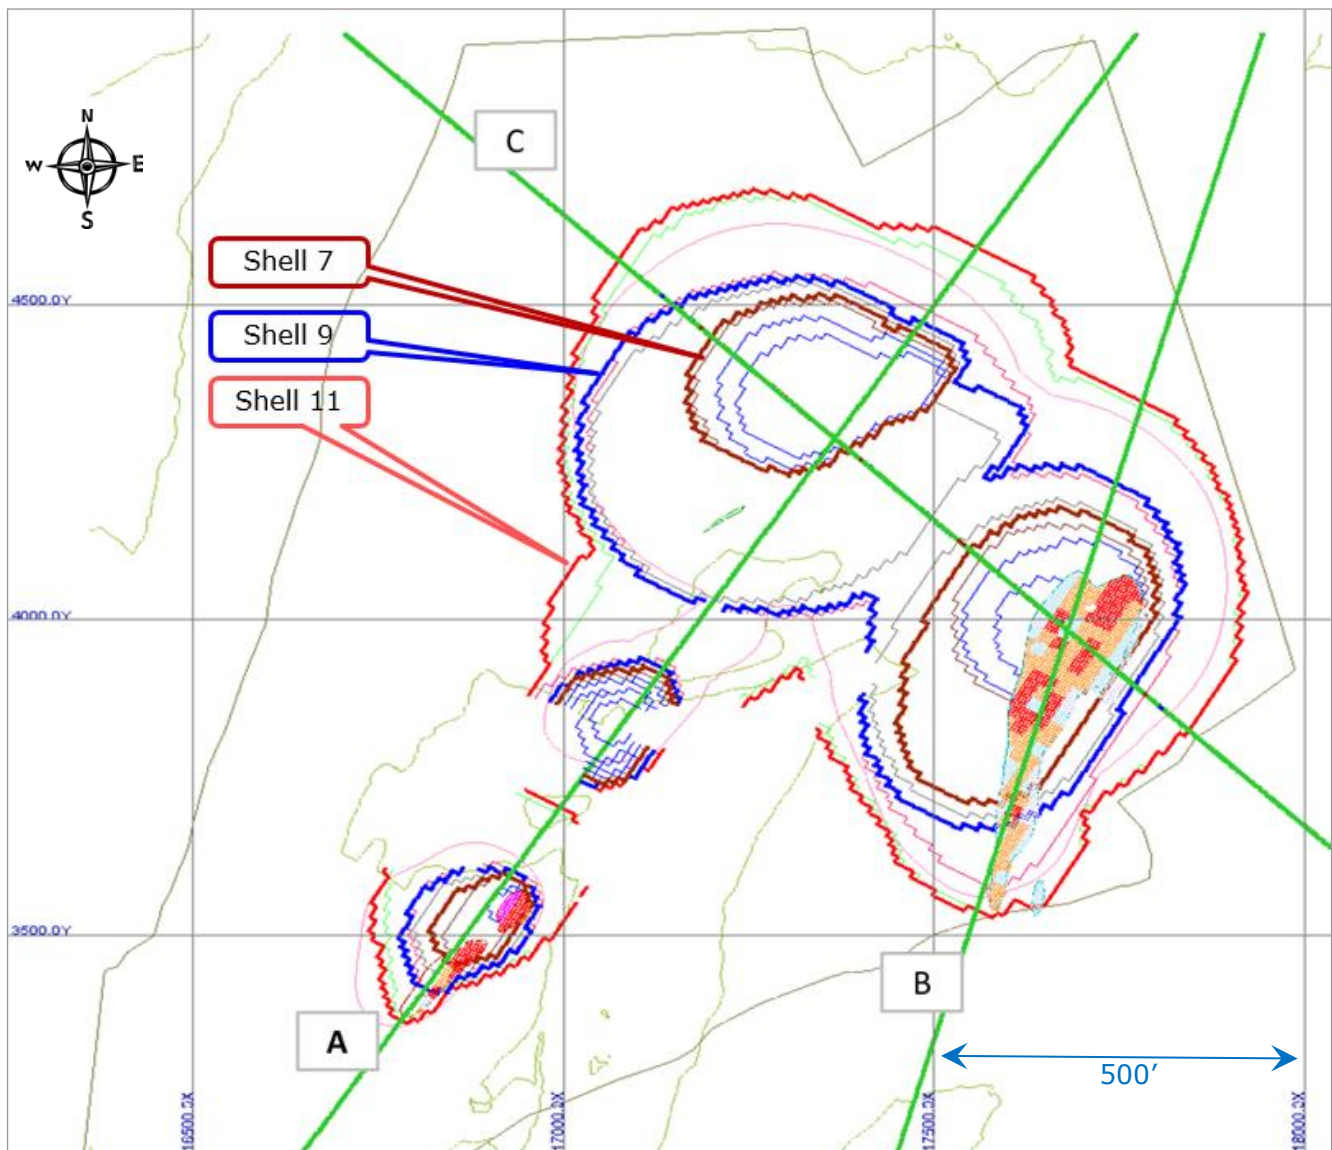 C
N
W E
S
Shell 7
4500.0Y
Shell 9
Shell 11
4000.0Y
3500.0Y
B
A
500’
16500.0X
17000.0X
17500.0X
18000.0X